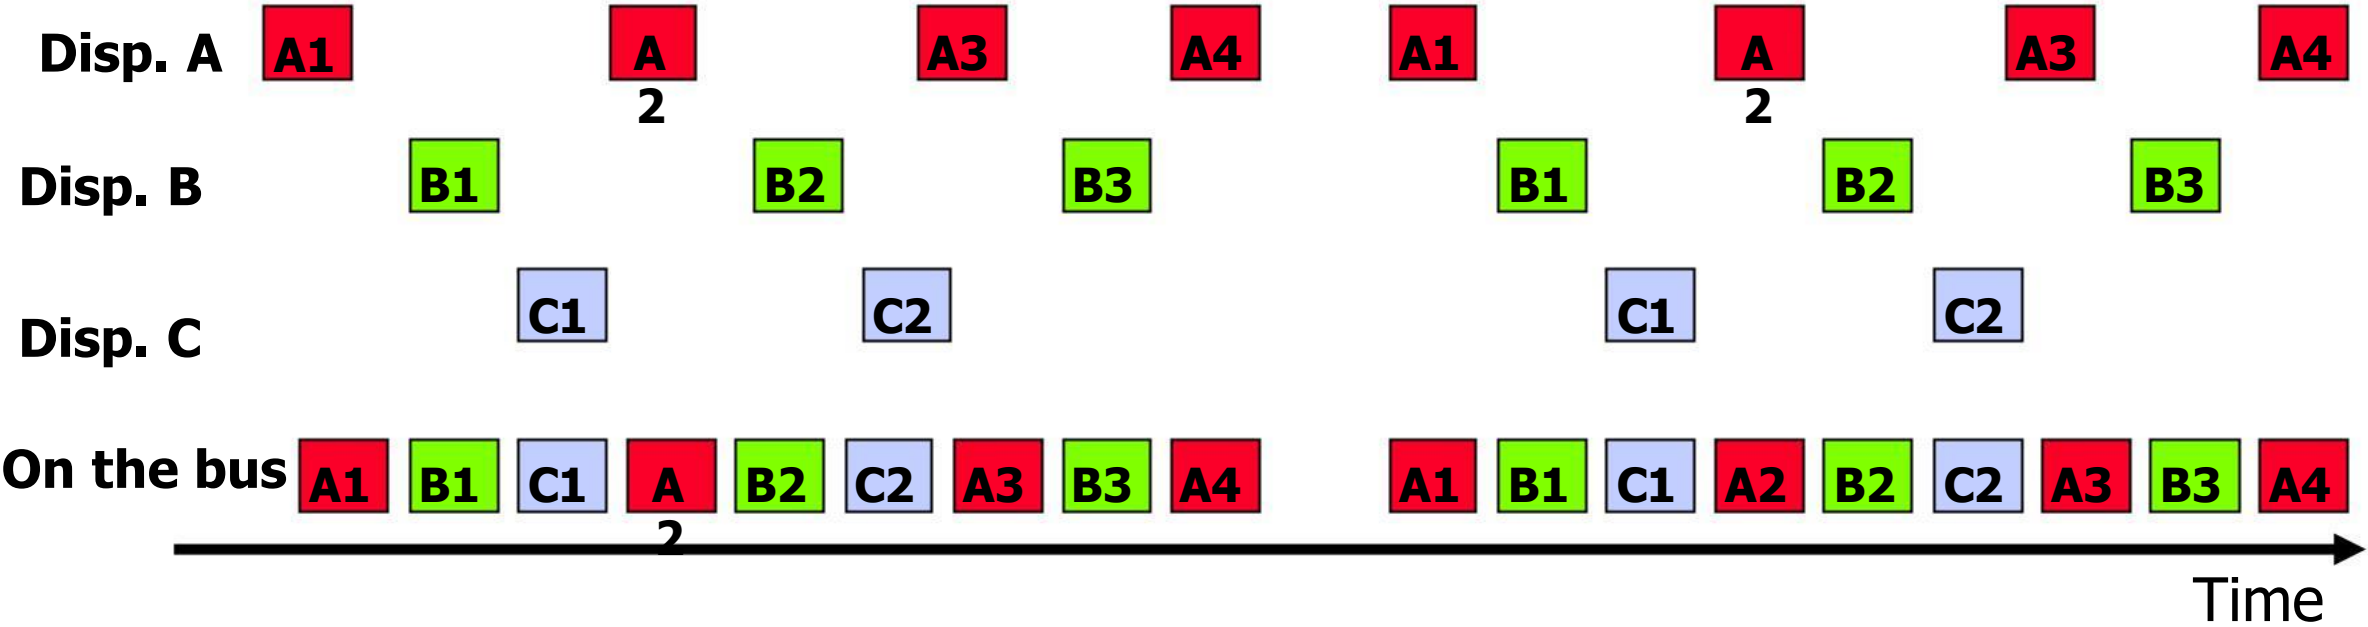 Disp. A A1 A A3 A4 A1 A A3 A4
2 2
Disp. B B1 B2 B3 B1 B2 B3
Disp. C C1 C2 C1 C2
On the bus A1 B1 C1 A B2 C2 A3 B3 A4 A1 B1 C1 A2 B2 C2 A3 B3 A4
2
Time